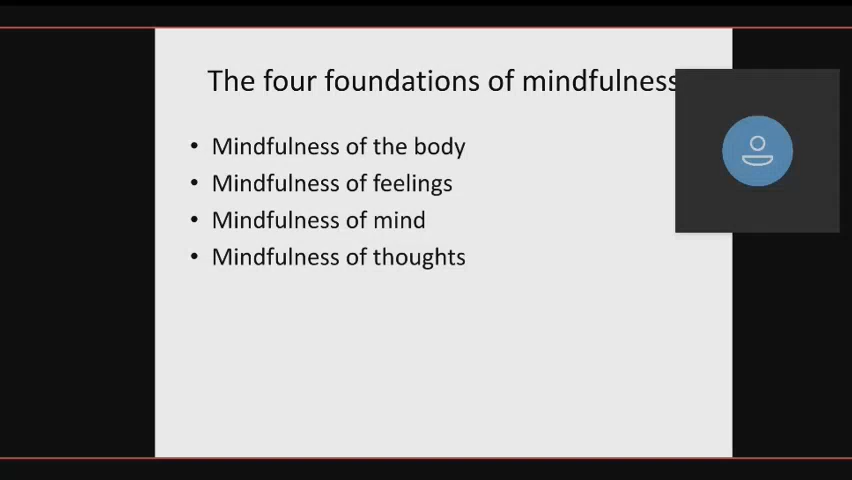 The four foundations of mindfulness
• Mindfulness of the body
• Mindfulness of feelings
• Mindfulness of mind
• Mindfulness of thoughts